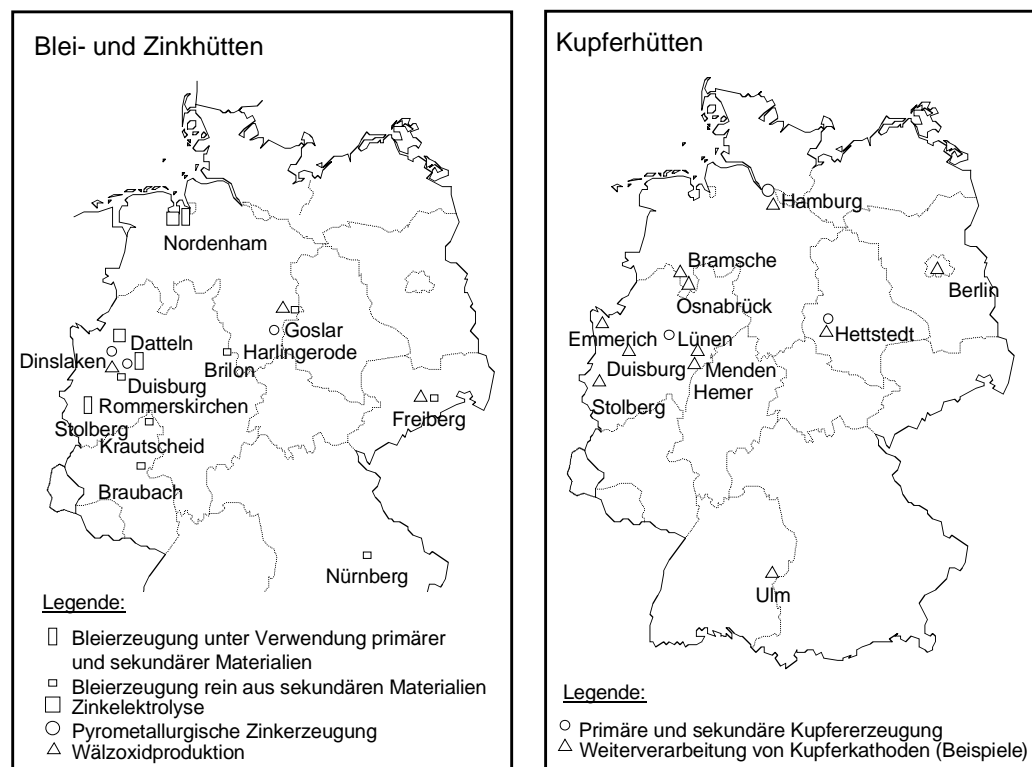 Blei- und Zinkhütten
Nordenham
Goslar
Harlingerode
Datteln
Dinslaken
Brilon
Duisburg
Rommerskirchen
Freiberg
Stolberg
Krautscheid
Braubach
Nürnberg
Legende:
Bleierzeugung unter Verwendung primärer
und sekundärer Materialien
Bleierzeugung rein aus sekundären Materialien
Zinkelektrolyse
Pyrometallurgische Zinkerzeugung
Wälzoxidproduktion
Kupferhütten
Hamburg
Bramsche
Osnabrück
Berlin
Emmerich
Lünen
Hettstedt
Duisburg
Menden
Hemer
Stolberg
Ulm
Legende:
Primäre und sekundäre Kupfererzeugung
Weiterverarbeitung von Kupferkathoden (Beispiele)